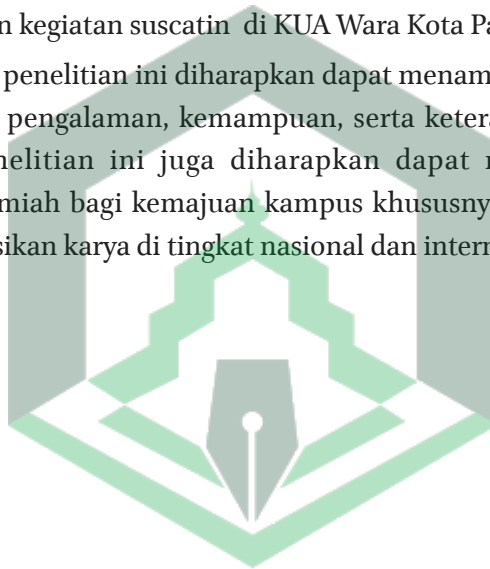 n kegiatan suscatin di KUA Wara Kota Pa
penelitian ini diharapkan dapat menam
pengalaman, kemampuan, serta ketera
nelitian ini juga diharapkan dapat
miah bagi kemajuan kampus khususny
sikan karya di tingkat nasional dan intern